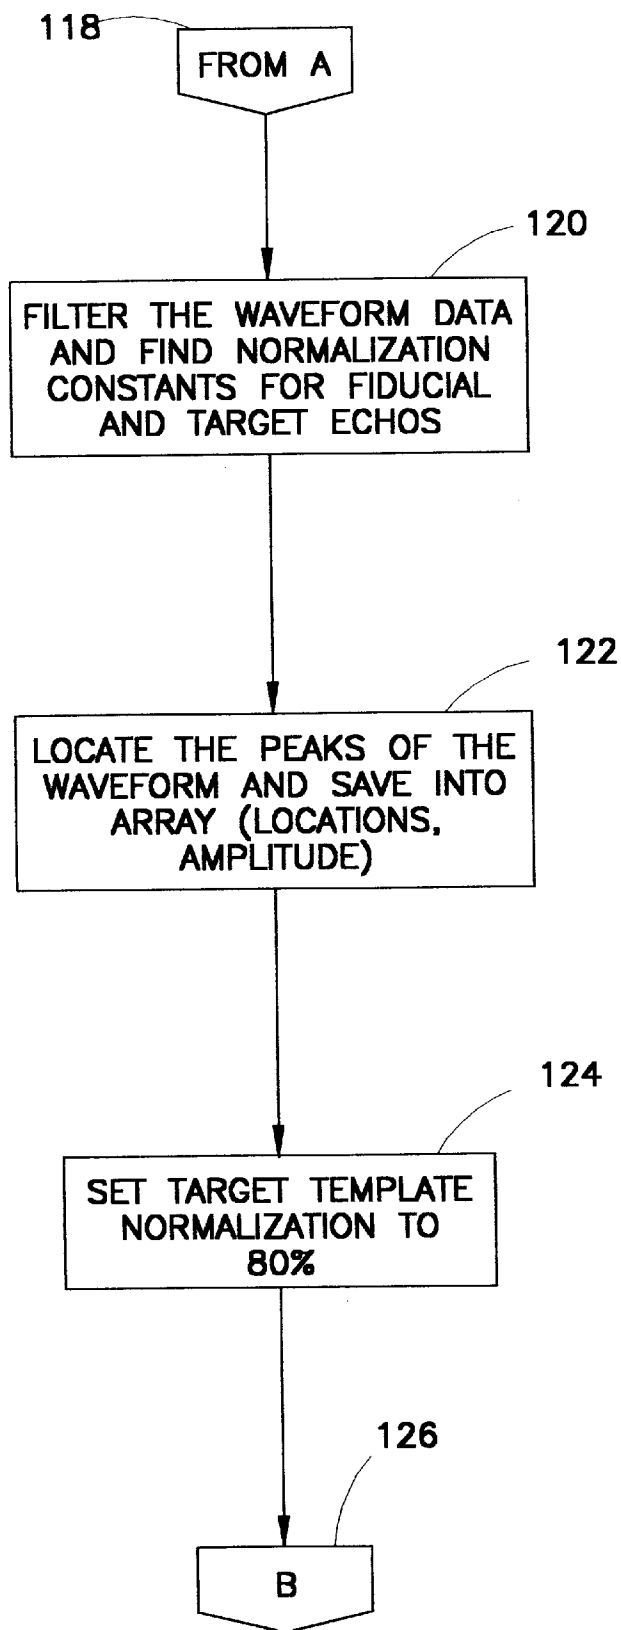 118
FROM A
120
FILTER THE WAVEFORM DATA
AND FIND NORMALIZATION
CONSTANTS FOR FIDUCIAL
AND TARGET ECHOS
122
LOCATE THE PEAKS OF THE
WAVEFORM AND SAVE INTO
ARRAY (LOCATIONS,
AMPLITUDE)
124
SET TARGET TEMPLATE
NORMALIZATION TO
80%
126
B